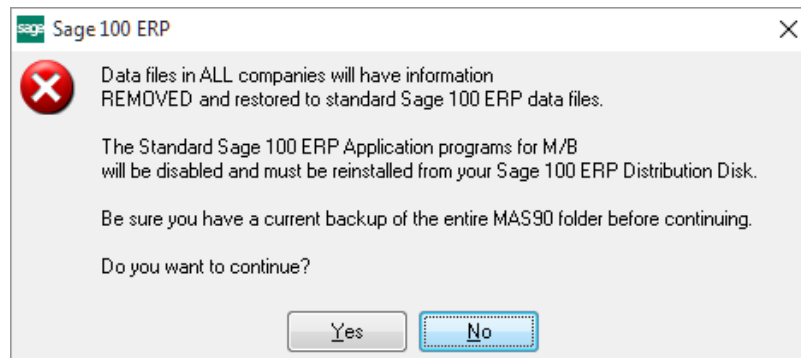 sage Sage 100 ERP
Data files in ALL companies will have information
REMOVED and restored to standard Sage 100 ERP data files.
The Standard Sage 100 ERP Application programs for M/B
will be disabled and must be reinstalled from your Sage 100 ERP Distribution Disk.
Be sure you have a current backup of the entire MAS90 folder before continuing.
Do you want to continue?
Yes No